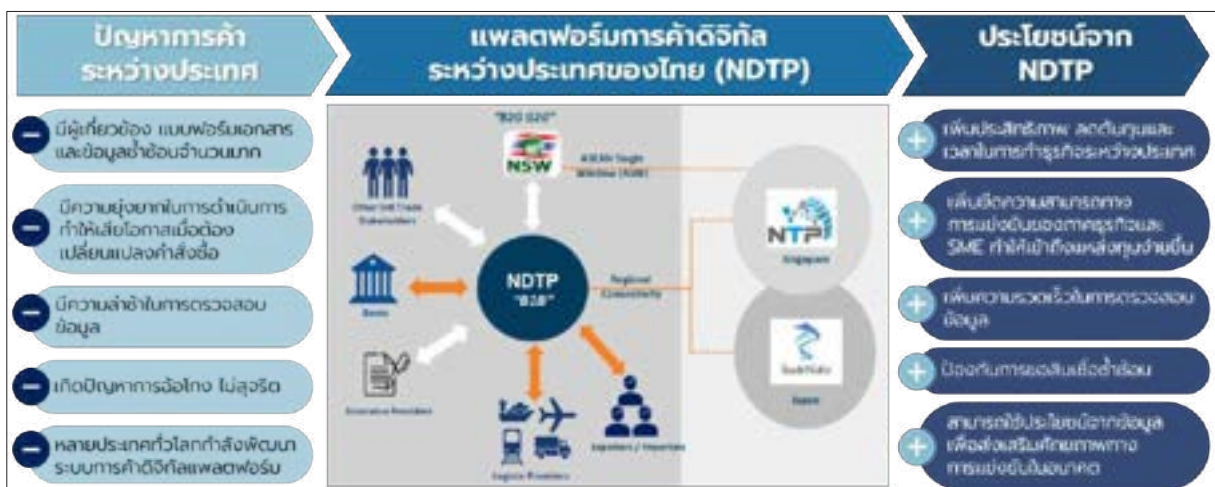 ปัญหาการค้า
ระหว่างประเทศ
มีผู้เกี่ยวข้อง แบบฟอร์มเอกสาร
และข้อมูลซ้ำซ้อนจำนวนมาก
มีความยุ่งยากในการดำเนินการ
ทำให้เสียโอกาสเมื่อต้อง
เปลี่ยนแปลงคำสั่งซื้อ
มีความล่าช้าในการตรวจสอบ
ข้อมูล
เกิดปัญหาการฉ้อโกง ไม่สุจริต
หลายประเทศทั่วโลกกำลังพัฒนา
ระบบการค้าดิจิทัลแพลตฟอร์ม
แพลตฟอร์มการค้าดิจิทัล
ระหว่างประเทศของไทย (NDTP)
"B2G G2G"
NSW
ASEAN Single
Window (ASW)
Other Intl Trade
Stakeholders
NDTP
"B2B"
Banks
Regional
Connectivity
Insurance Providers
Logistic Providers
Exporters / Importers
NTP
Singapore
TradeWaltz
Japan
ประโยชน์จาก
NDTP
เพิ่มประสิทธิภาพ ลดต้นทุนและ
เวลาในการทำธุรกิจระหว่างประเทศ
เพิ่มขีดความสามารถทาง
การแข่งขันของภาคธุรกิจและ
SME ทำให้เข้าถึงแหล่งทุนง่ายขึ้น
เพิ่มความรวดเร็วในการตรวจสอบ
ข้อมูล
ป้องกันการขอสินเชื่อซ้ำซ้อน
สามารถใช้ประโยชน์จากข้อมูล
เพื่อส่งเสริมศักยภาพทาง
การแข่งขันในอนาคต